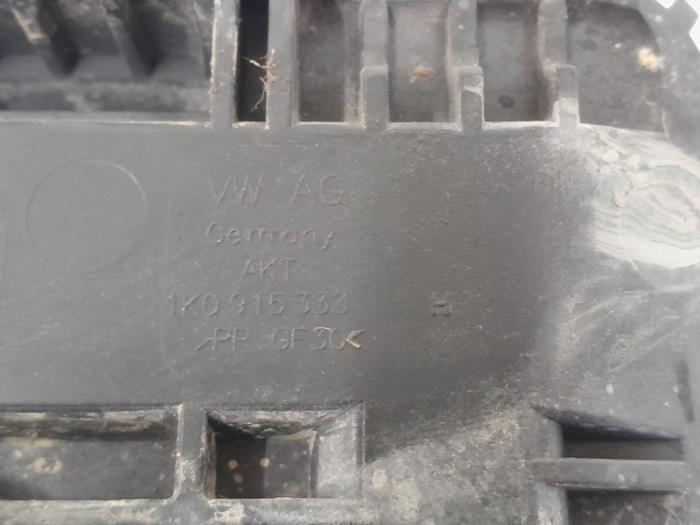 VW AG
Germany
AKT
1K0 915 333 H
>PP GF30<